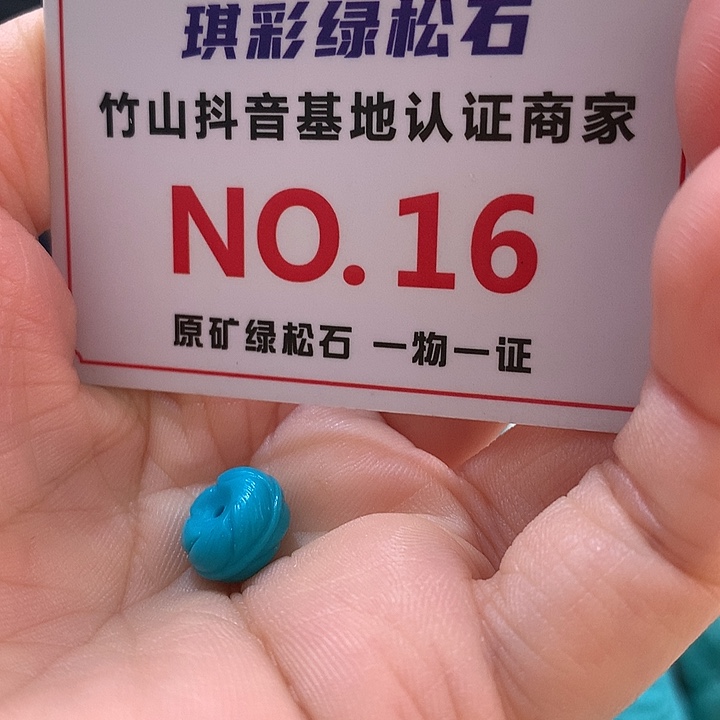 琪彩绿松石
竹山抖音基地认证商家
NO.16
原矿绿松石 一物一证